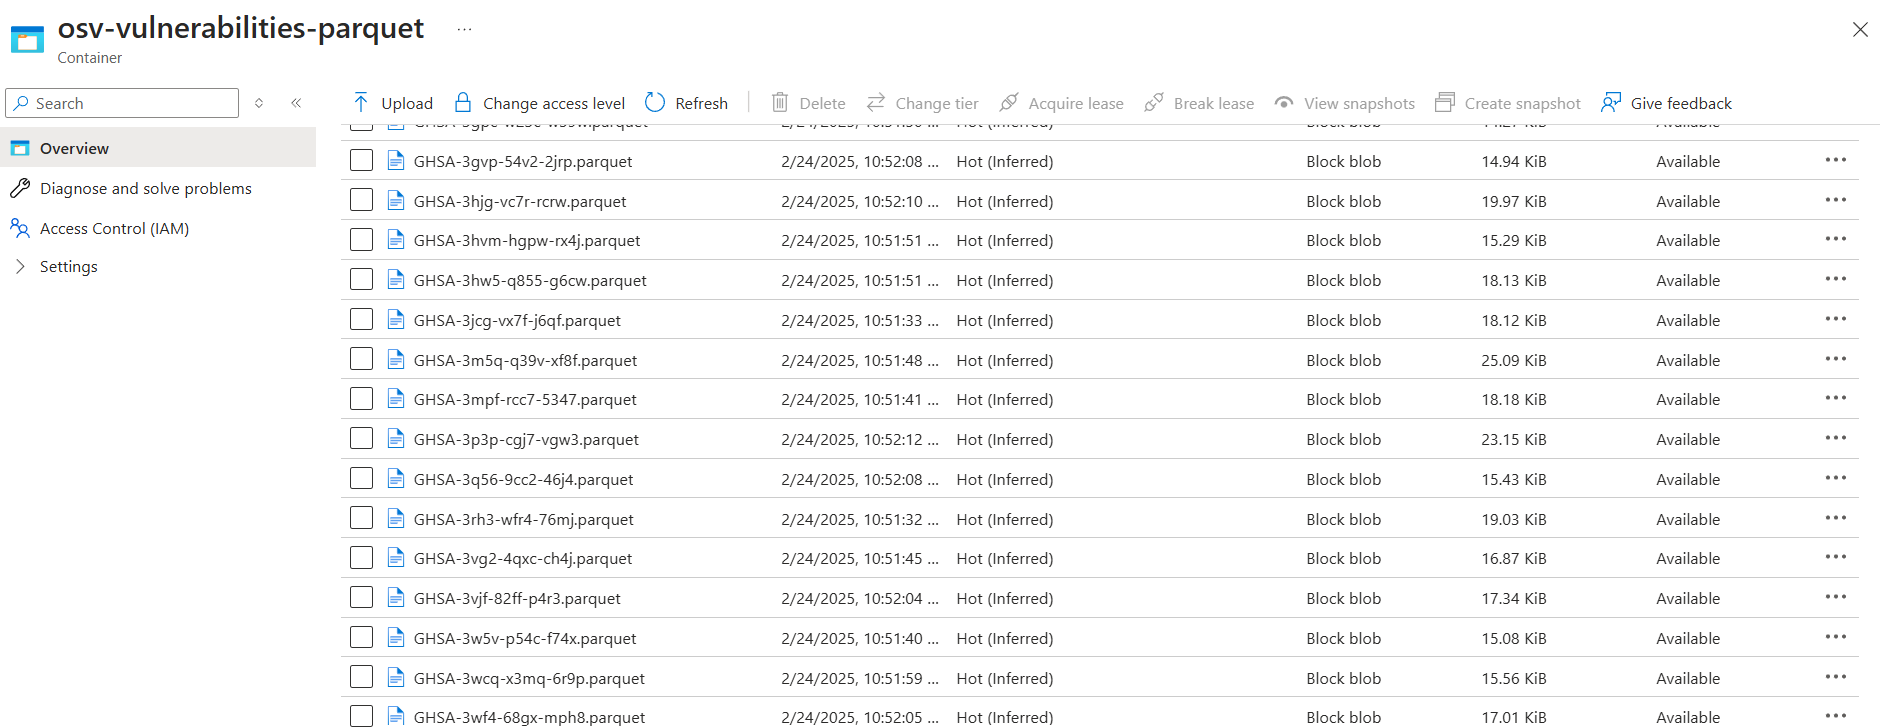 osv-vulnerabilities-parquet ...
Container
Search
Upload Change access level Refresh Delete Change tier Acquire lease Break lease View snapshots Create snapshot Give feedback
Overview
Diagnose and solve problems
Access Control (IAM)
Settings
Block blob Available
GHSA-3gvp-54v2-2jrp.parquet 2/24/2025, 10:52:08 ... Hot (Inferred) Block blob 14.94 KiB Available
GHSA-3hjg-vc7r-rcrw.parquet 2/24/2025, 10:52:10 ... Hot (Inferred) Block blob 19.97 KiB Available
GHSA-3hvm-hgpw-rx4j.parquet 2/24/2025, 10:51:51 ... Hot (Inferred) Block blob 15.29 KiB Available
GHSA-3hw5-q855-g6cw.parquet 2/24/2025, 10:51:51 ... Hot (Inferred) Block blob 18.13 KiB Available
GHSA-3jcg-vx7f-j6qf.parquet 2/24/2025, 10:51:33 ... Hot (Inferred) Block blob 18.12 KiB Available
GHSA-3m5q-q39v-xf8f.parquet 2/24/2025, 10:51:48 ... Hot (Inferred) Block blob 25.09 KiB Available
GHSA-3mpf-rcc7-5347.parquet 2/24/2025, 10:51:41 ... Hot (Inferred) Block blob 18.18 KiB Available
GHSA-3p3p-cgj7-vgw3.parquet 2/24/2025, 10:52:12 ... Hot (Inferred) Block blob 23.15 KiB Available
GHSA-3q56-9cc2-46j4.parquet 2/24/2025, 10:52:08 ... Hot (Inferred) Block blob 15.43 KiB Available
GHSA-3rh3-wfr4-76mj.parquet 2/24/2025, 10:51:32 ... Hot (Inferred) Block blob 19.03 KiB Available
GHSA-3vg2-4qxc-ch4j.parquet 2/24/2025, 10:51:45 ... Hot (Inferred) Block blob 16.87 KiB Available
GHSA-3vjf-82ff-p4r3.parquet 2/24/2025, 10:52:04 ... Hot (Inferred) Block blob 17.34 KiB Available
GHSA-3w5v-p54c-f74x.parquet 2/24/2025, 10:51:40 ... Hot (Inferred) Block blob 15.08 KiB Available
GHSA-3wcq-x3mq-6r9p.parquet 2/24/2025, 10:51:59 ... Hot (Inferred) Block blob 15.56 KiB Available
GHSA-3wf4-68gx-mph8.parquet 2/24/2025, 10:52:05 ... Hot (Inferred) Block blob 17.01 KiB Available